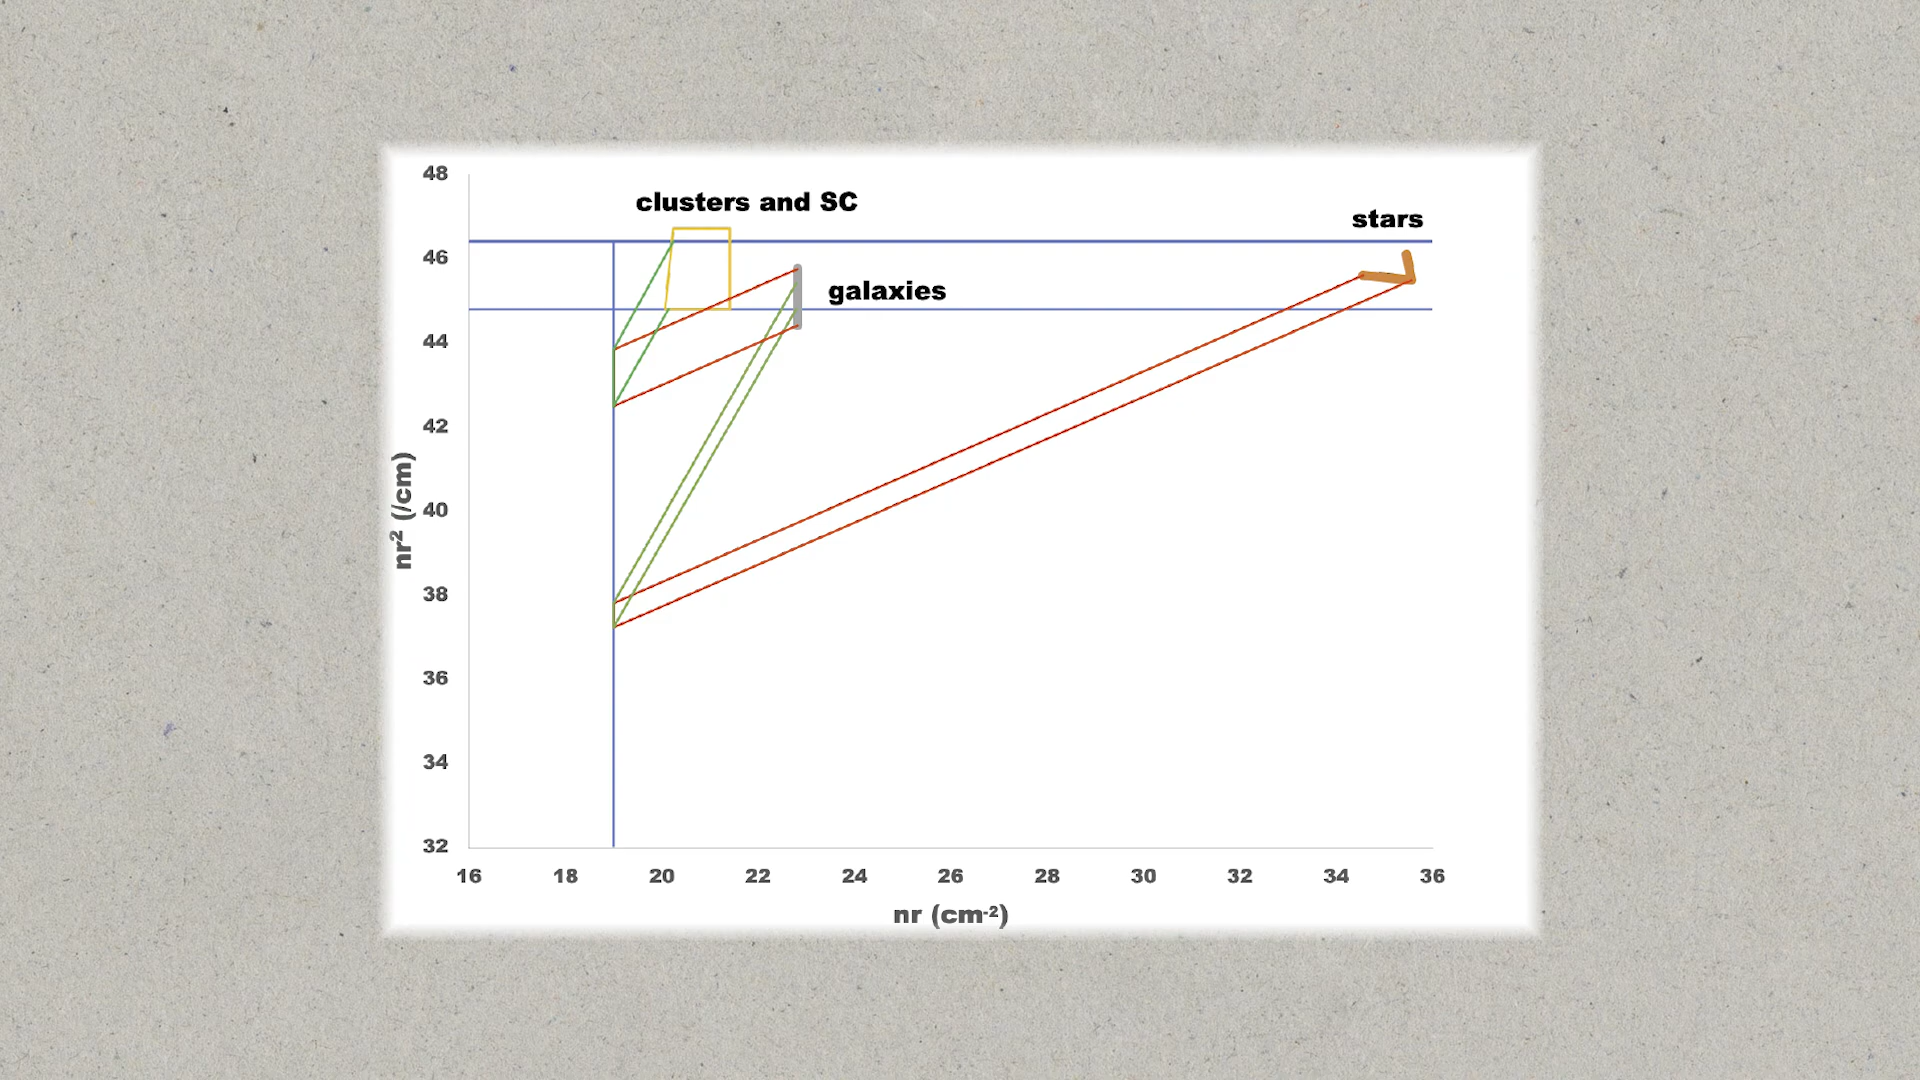 48
clusters and SC
stars
46
galaxies
44
42
nr² (/cm)
40
38
36
34
32
16 18 20 22 24 26 28 30 32 34 36
nr (cm⁻²)